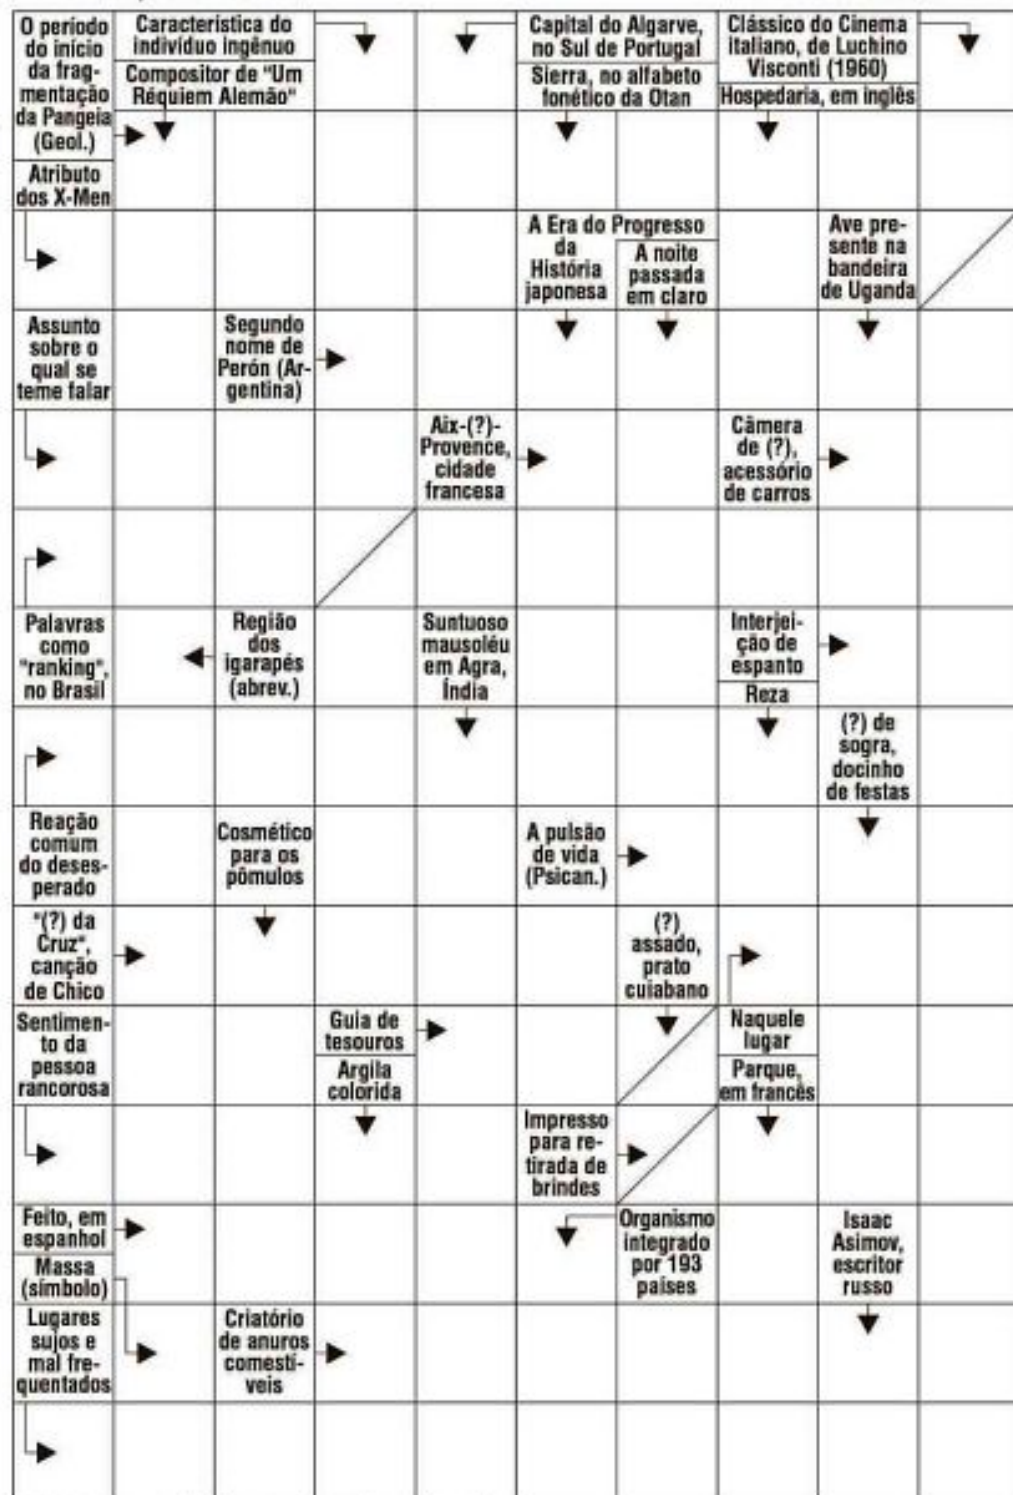 O período
do início
da frag-
mentação
da Pangeia
(Geol.)
Atributo
dos X-Men
Característica do
indivíduo ingênuo
Compositor de "Um
Réquiem Alemão"
Capital do Algarve,
no Sul de Portugal
Sierra, no alfabeto
fonético da Otan
Clássico do Cinema
italiano, de Luchino
Visconti (1960)
Hospedaria, em inglês
A Era do Progresso
da
História
japonesa
A noite
passada
em claro
Ave pre-
sente na
bandeira
de Uganda
Assunto
sobre o
qual se
teme falar
Segundo
nome de
Perón (Ar-
gentina)
Aix-(?)-
Provence,
cidade
francesa
Câmera
de (?),
acessório
de carros
Palavras
como
"ranking",
no Brasil
Região
dos
igarapés
(abrev.)
Suntuoso
mausoléu
em Agra,
Índia
Interjei-
ção de
espanto
Reza
(?) de
sogra,
docinho
de festas
Reação
comum
do deses-
perado
Cosmético
para os
pômulos
A pulsão
de vida
(Psican.)
"(?) da
Cruz",
canção
de Chico
(?)
assado,
prato
cuiabano
Sentimen-
to da
pessoa
rancorosa
Guia de
tesouros
Argila
colorida
Naquele
lugar
Parque,
em francês
Impresso
para re-
tirada de
brindes
Feito, em
espanhol
Massa
(símbolo)
Organismo
integrado
por 193
países
Isaac
Asimov,
escritor
russo
Lugares
sujos e
mal fre-
quentados
Criatório
de anuros
comestí-
veis